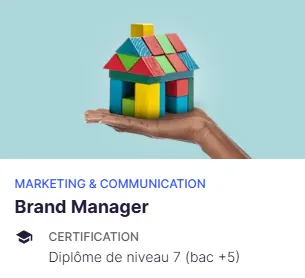 MARKETING & COMMUNICATION
Brand Manager
CERTIFICATION
Diplôme de niveau 7 (bac +5)